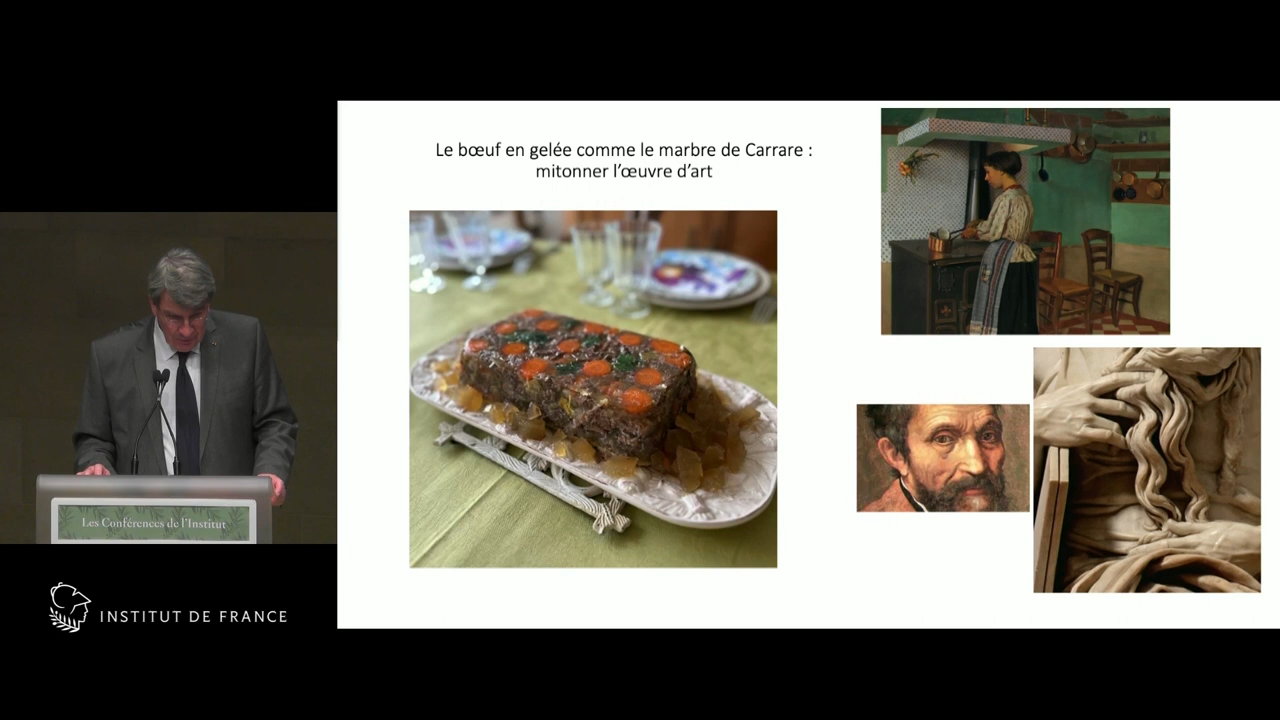 Le bœuf en gelée comme le marbre de Carrare :
mitonner l’œuvre d’art
Les Conférences de l'Institut
INSTITUT DE FRANCE